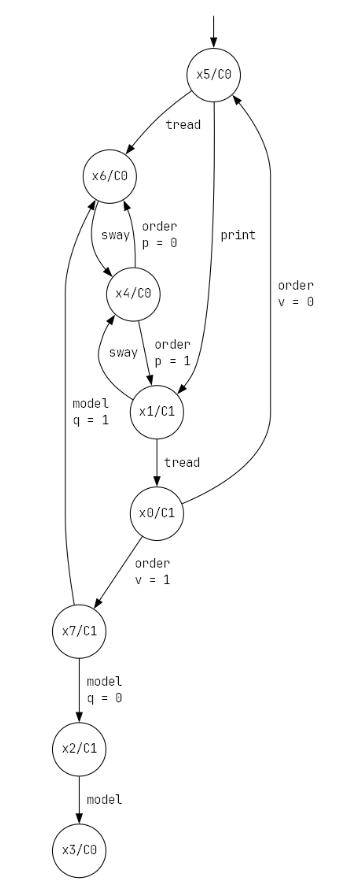 x5/C0
tread
x6/C0
sway
order
p = 0
print
x4/C0
order
v = 0
sway
order
p = 1
x1/C1
model
q = 1
tread
x0/C1
order
v = 1
x7/C1
model
q = 0
x2/C1
model
x3/C0